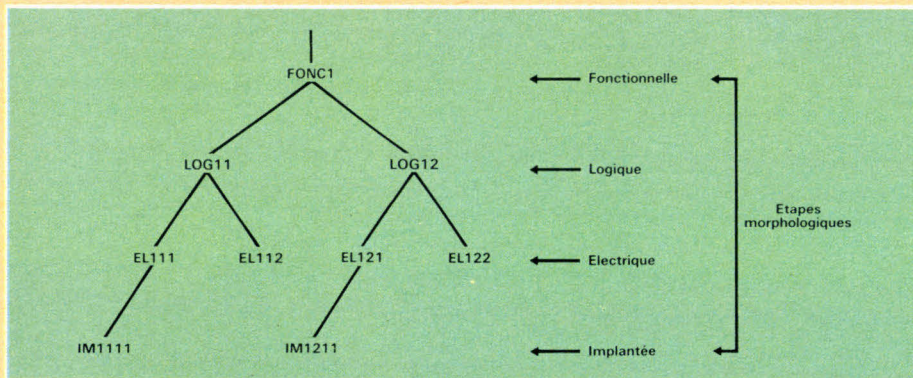 FONC1 Fonctionnelle
LOG11 LOG12 Logique
Etapes
morphologiques
EL111 EL112 EL121 EL122 Electrique
IM1111 IM1211 Implantée